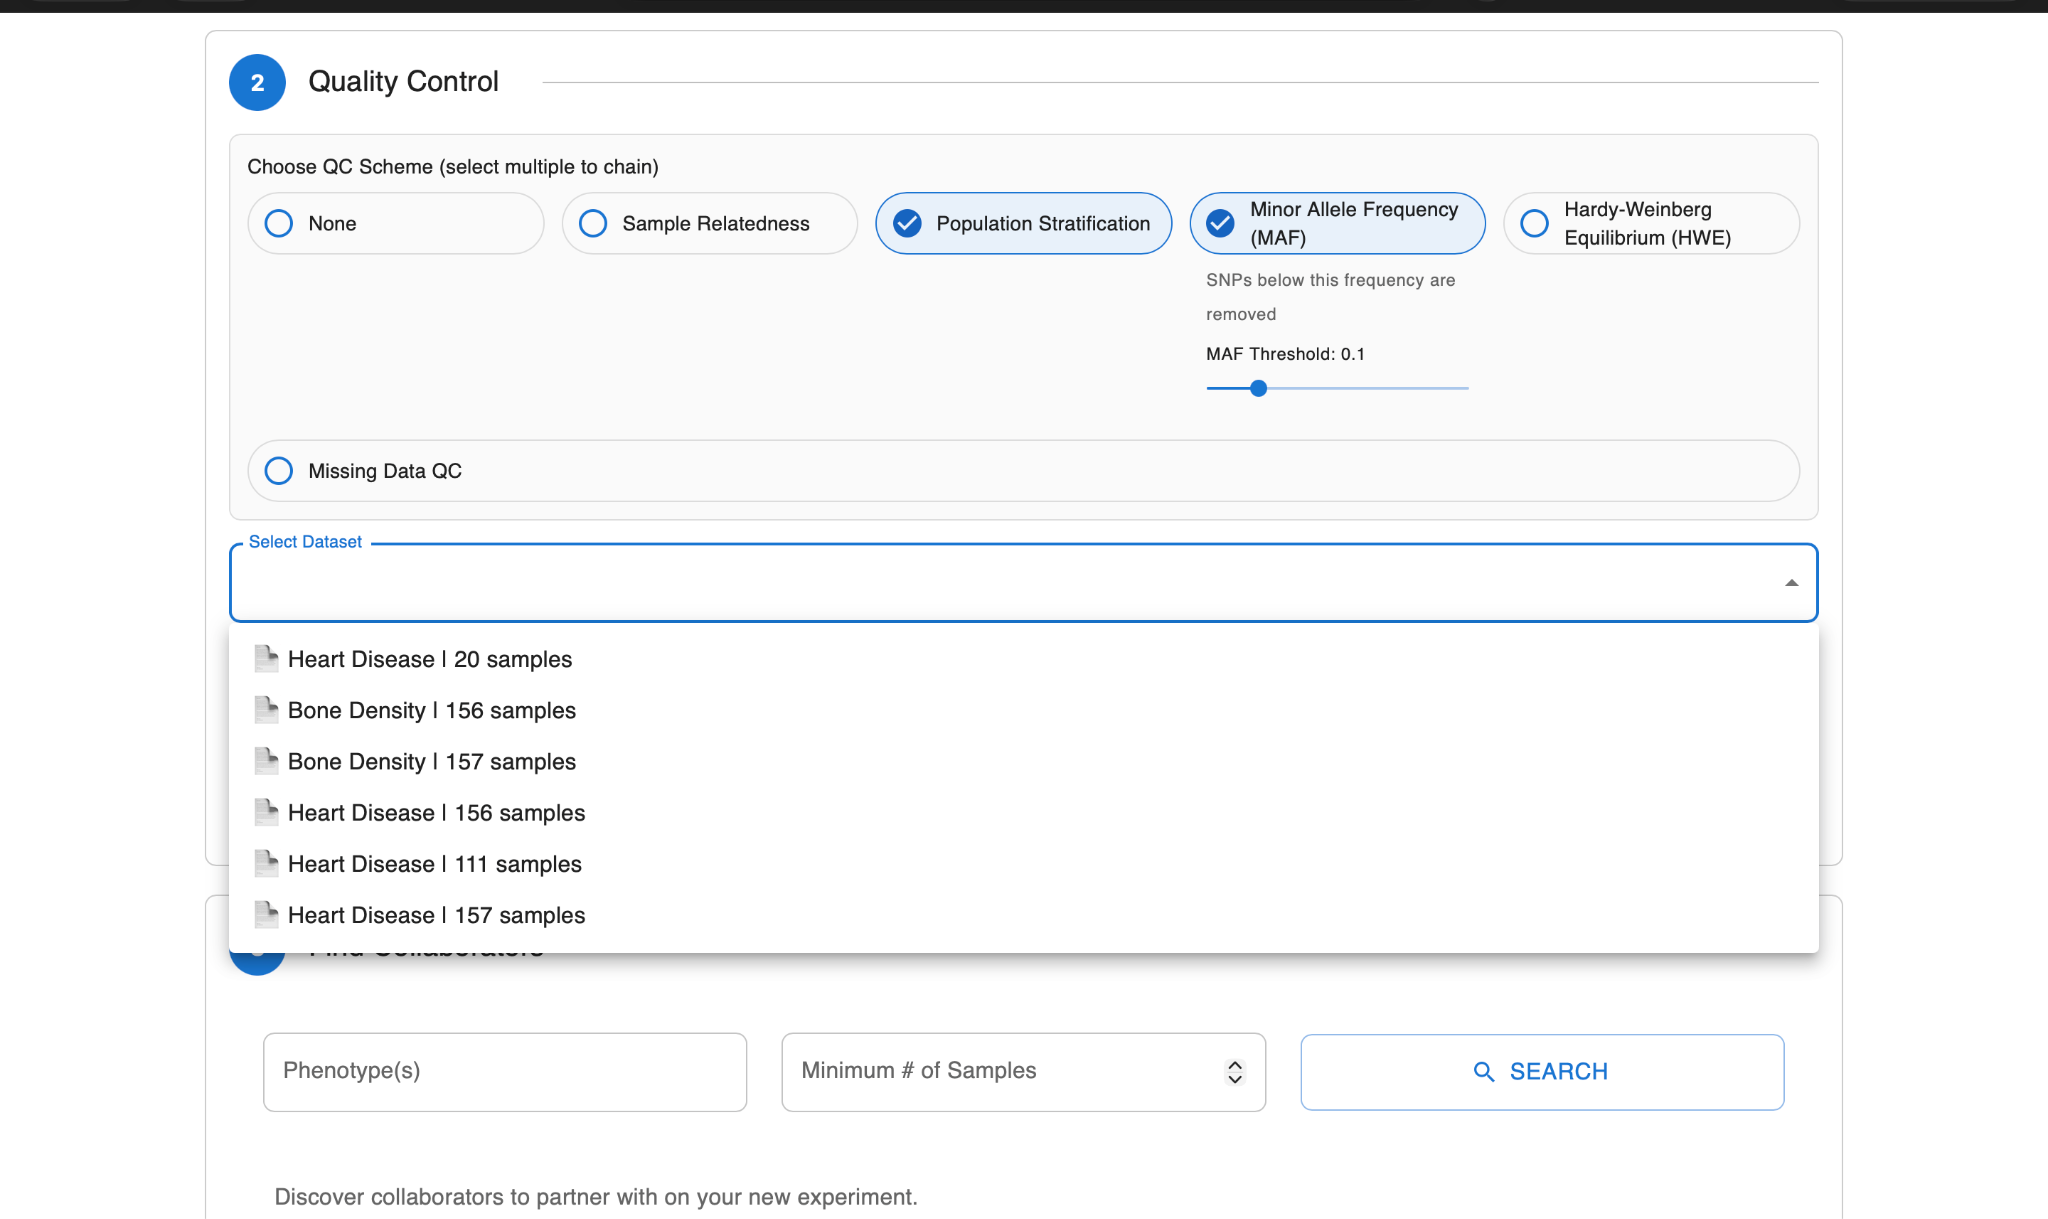 2
Quality Control
Choose QC Scheme (select multiple to chain)
None
Sample Relatedness
Population Stratification
Minor Allele Frequency
(MAF)
Hardy-Weinberg
Equilibrium (HWE)
SNPs below this frequency are
removed
MAF Threshold: 0.1
Missing Data QC
Select Dataset
Heart Disease | 20 samples
Bone Density | 156 samples
Bone Density | 157 samples
Heart Disease | 156 samples
Heart Disease | 111 samples
Heart Disease | 157 samples
Find Collaborators
Phenotype(s)
Minimum # of Samples
SEARCH
Discover collaborators to partner with on your new experiment.